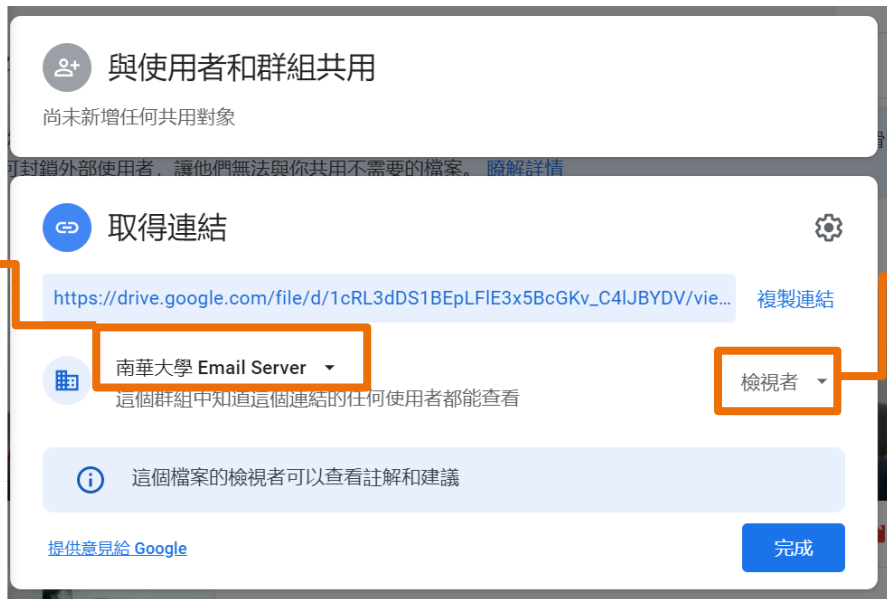 與使用者和群組共用
尚未新增任何共用對象
可封鎖外部使用者，讓他們無法與你共用不需要的檔案。 瞭解詳情
取得連結
https://drive.google.com/file/d/1cRL3dDS1BEpLFlE3x5BcGKv_C4lJBYDV/vie... 複製連結
南華大學 Email Server
檢視者
這個群組中知道這個連結的任何使用者都能查看
這個檔案的檢視者可以查看註解和建議
提供意見給 Google
完成